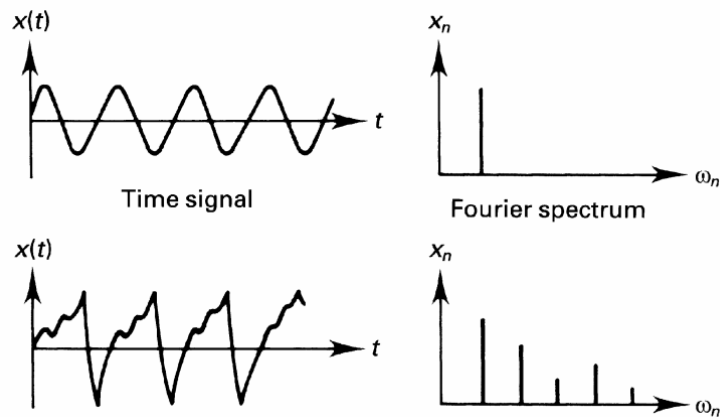 x(t)
xₙ
t
ωₙ
Time signal
Fourier spectrum
x(t)
xₙ
t
ωₙ